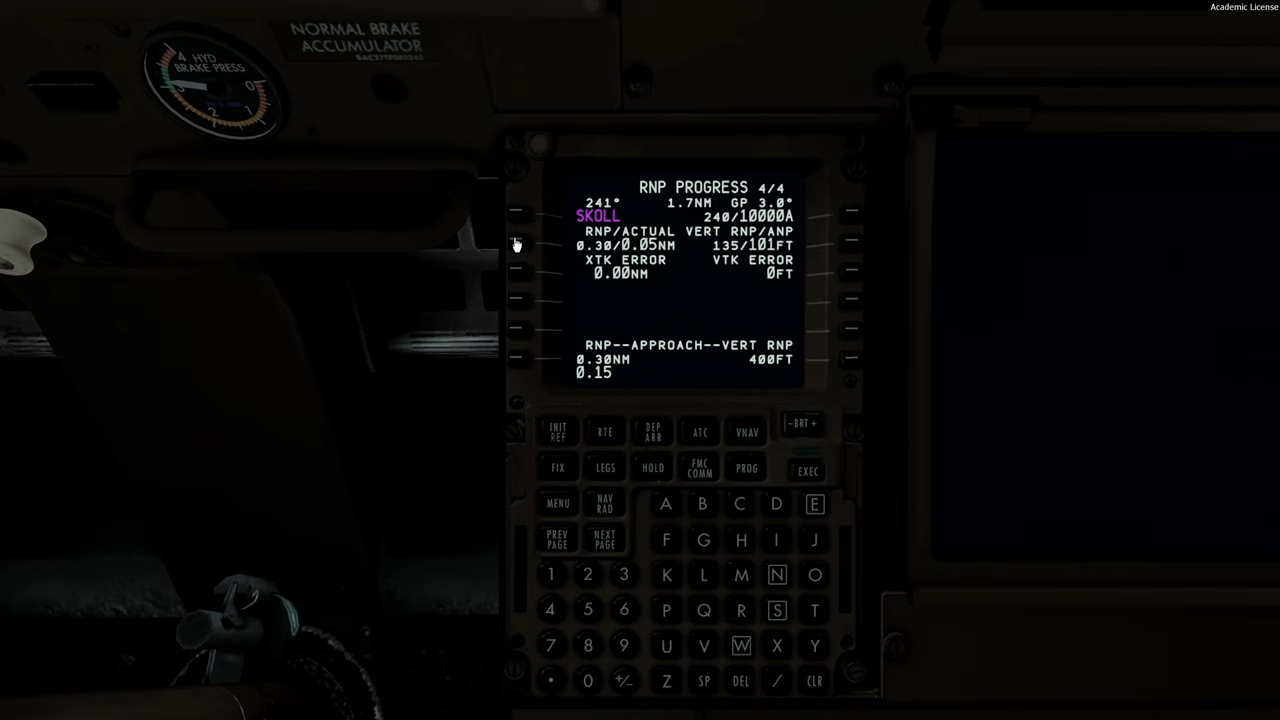 Academic License
NORMAL BRAKE
ACCUMULATOR
HYD
BRAKE PRESS
4
3
2
1
0
RNP PROGRESS 4/4
241° 1.7NM GP 3.0°
SKOLL 240/10000A
RNP/ACTUAL VERT RNP/ANP
0.30/0.05NM 135/101FT
XTK ERROR VTK ERROR
0.00NM 0FT
RNP--APPROACH--VERT RNP
0.30NM 400FT
0.15
INIT REF RTE DEP ARR ATC VNAV -BRT+
FIX LEGS HOLD FMC COMM PROG EXEC
MENU NAV RAD A B C D E
PREV PAGE NEXT PAGE F G H I J
1 2 3 K L M N O
4 5 6 P Q R S T
7 8 9 U V W X Y
. 0 +/- Z SP DEL / CLR